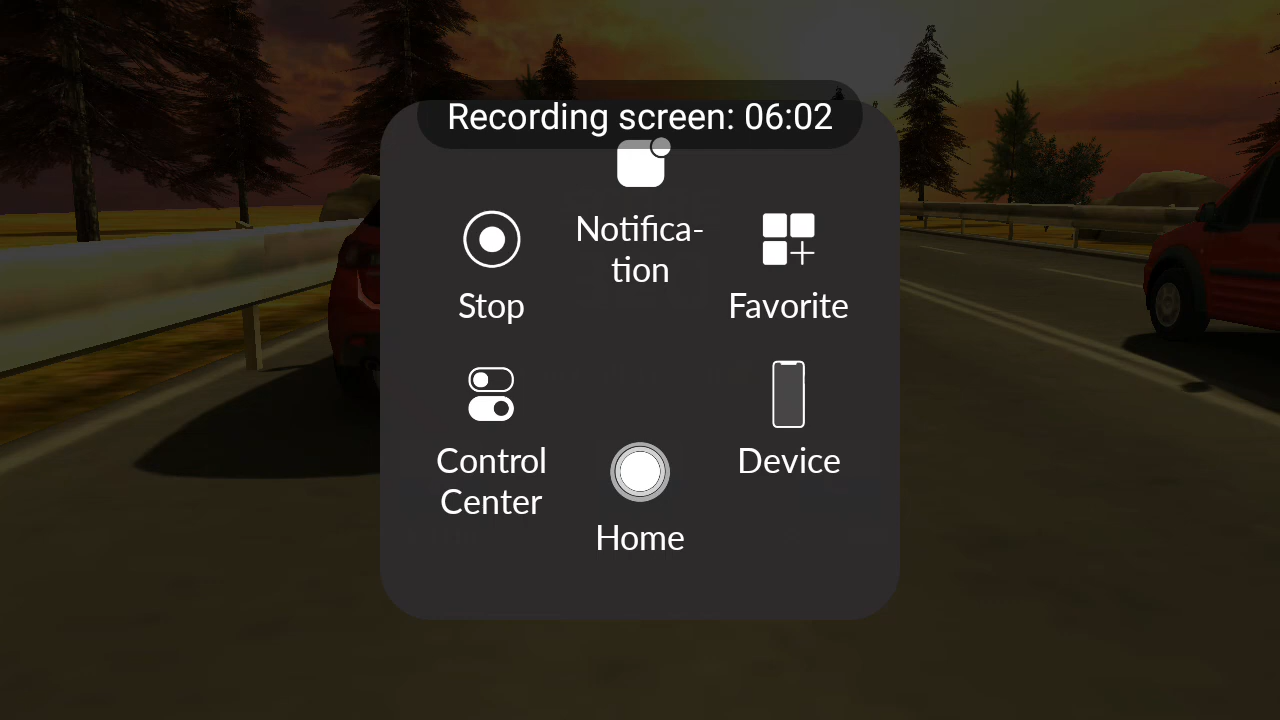 Recording screen: 06:02
Notifica-
tion
Stop
Favorite
Control
Center
Device
Home